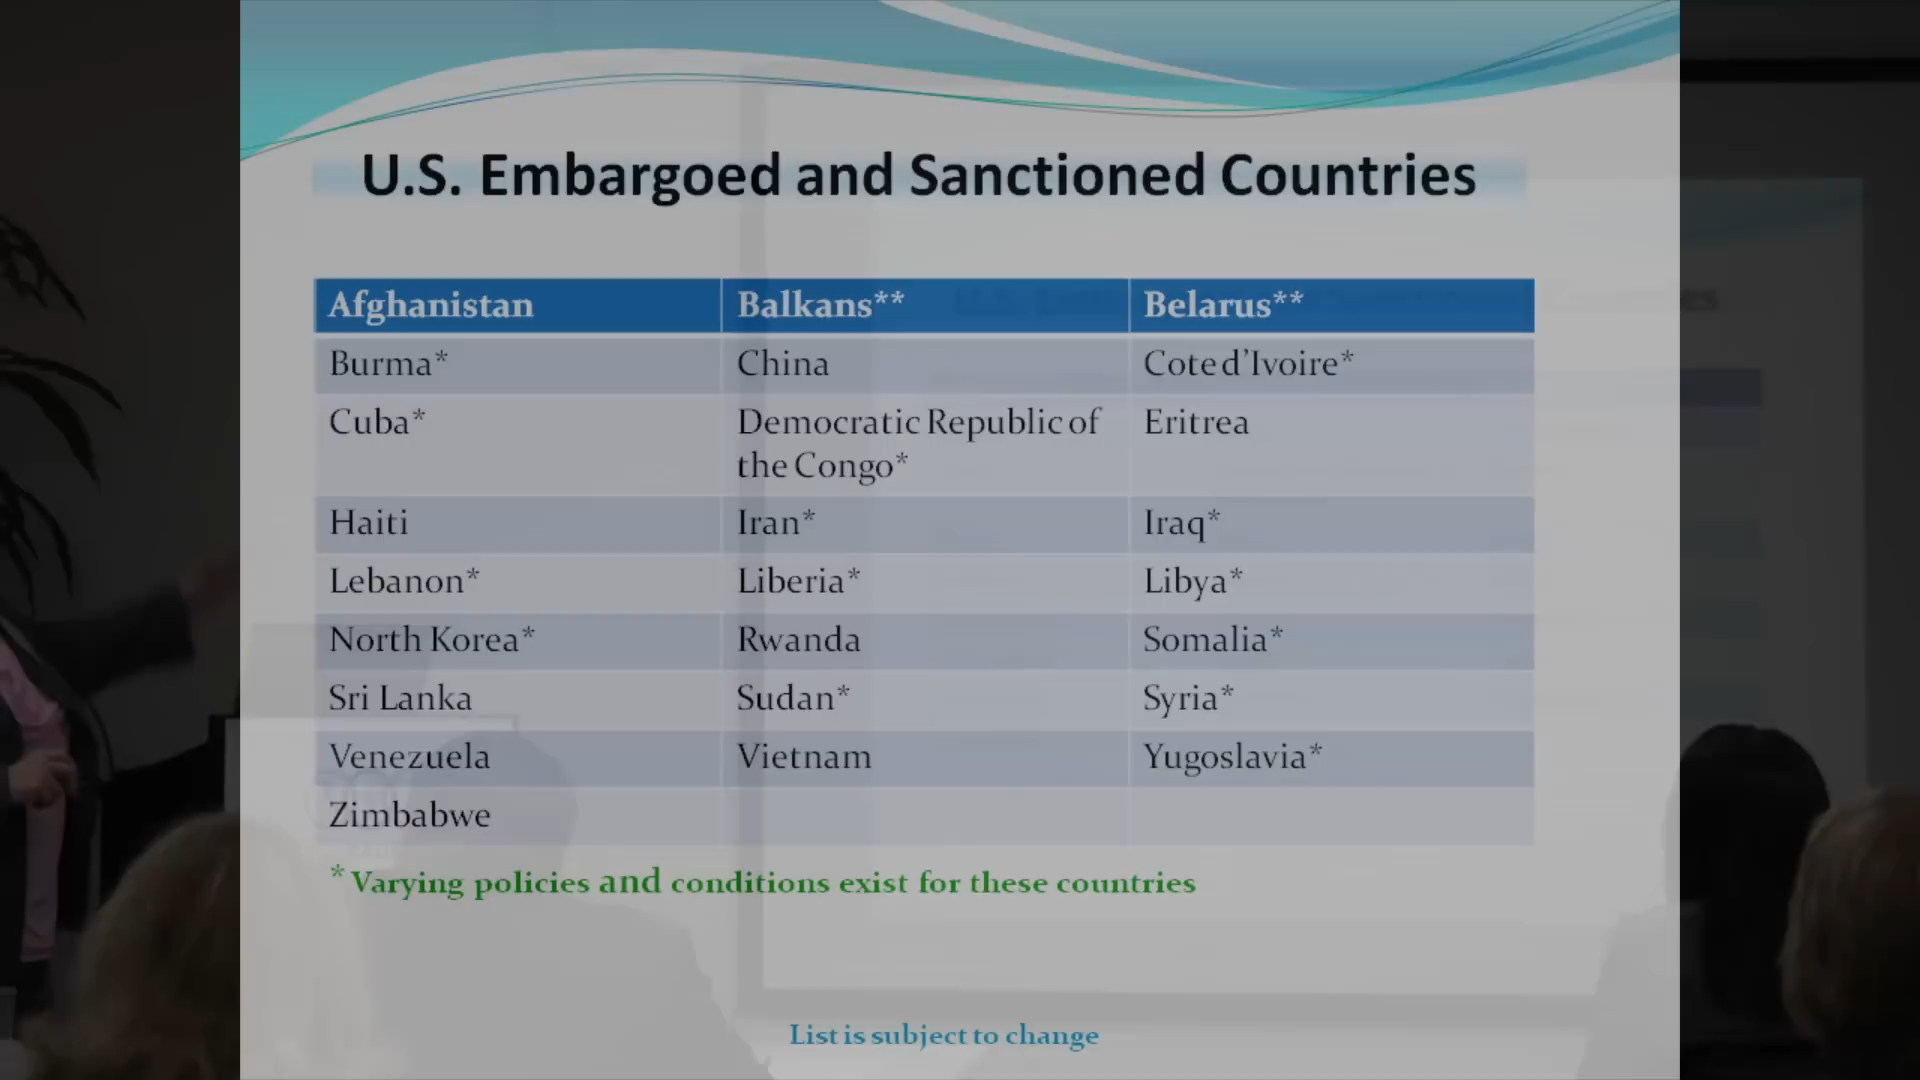 U.S. Embargoed and Sanctioned Countries
Afghanistan Balkans** Belarus**
Burma* China Cote d'Ivoire*
Cuba* Democratic Republic of Eritrea
the Congo*
Haiti Iran* Iraq*
Lebanon* Liberia* Libya*
North Korea* Rwanda Somalia*
Sri Lanka Sudan* Syria*
Venezuela Vietnam Yugoslavia*
Zimbabwe
* Varying policies and conditions exist for these countries
List is subject to change